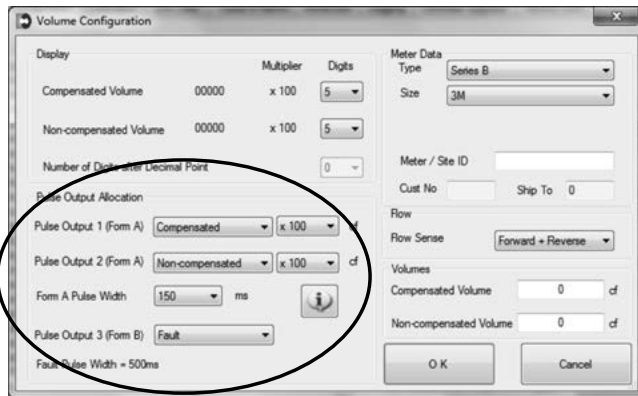 Volume Configuration
Display
Multiplier Digits
Compensated Volume 00000 x 100 5
Non-compensated Volume 00000 x 100 5
Number of Digits after Decimal Point 0
Pulse Output Allocation
Pulse Output 1 (Form A) Compensated x 100 cf
Pulse Output 2 (Form A) Non-compensated x 100 cf
Form A Pulse Width 150 ms
Pulse Output 3 (Form B) Fault
Fault Pulse Width = 500ms
Meter Data
Type Series B
Size 3M
Meter / Site ID
Cust No Ship To 0
Flow
Flow Sense Forward + Reverse
Volumes
Compensated Volume 0 cf
Non-compensated Volume 0 cf
OK Cancel